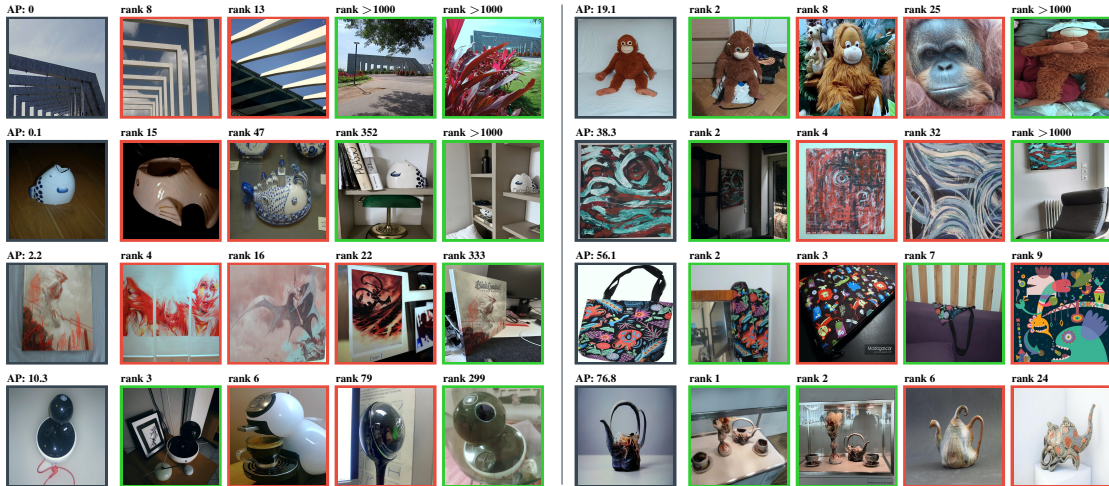 AP: 0 rank 8 rank 13 rank >1000 rank >1000
AP: 19.1 rank 2 rank 8 rank 25 rank >1000
AP: 0.1 rank 15 rank 47 rank 352 rank >1000
AP: 38.3 rank 2 rank 4 rank 32 rank >1000
PICASSO
AP: 2.2 rank 4 rank 16 rank 22 rank 333
AP: 56.1 rank 2 rank 3 rank 7 rank 9
Blind Guardian
Madagascar
AP: 10.3 rank 3 rank 6 rank 79 rank 299
AP: 76.8 rank 1 rank 2 rank 6 rank 24